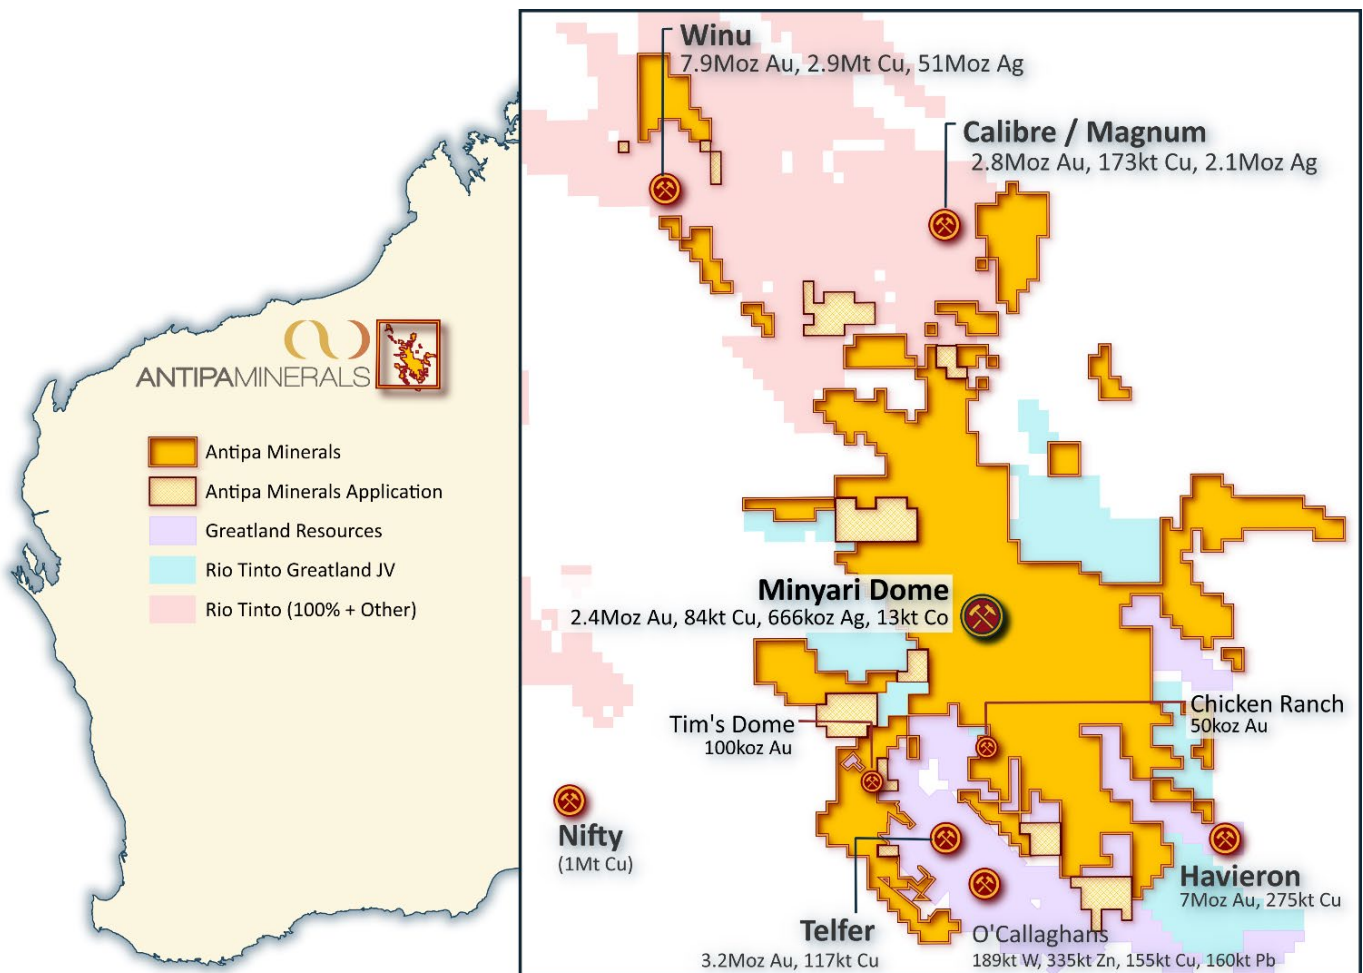 Winu
7.9Moz Au, 2.9Mt Cu, 51Moz Ag
Calibre / Magnum
2.8Moz Au, 173kt Cu, 2.1Moz Ag
ANTIPAMINERALS
Antipa Minerals
Antipa Minerals Application
Greatland Resources
Rio Tinto Greatland JV
Rio Tinto (100% + Other)
Minyari Dome
2.4Moz Au, 84kt Cu, 666koz Ag, 13kt Co
Tim's Dome
100koz Au
Chicken Ranch
50koz Au
Nifty
(1Mt Cu)
Havieron
7Moz Au, 275kt Cu
Telfer
3.2Moz Au, 117kt Cu
O'Callaghans
189kt W, 335kt Zn, 155kt Cu, 160kt Pb